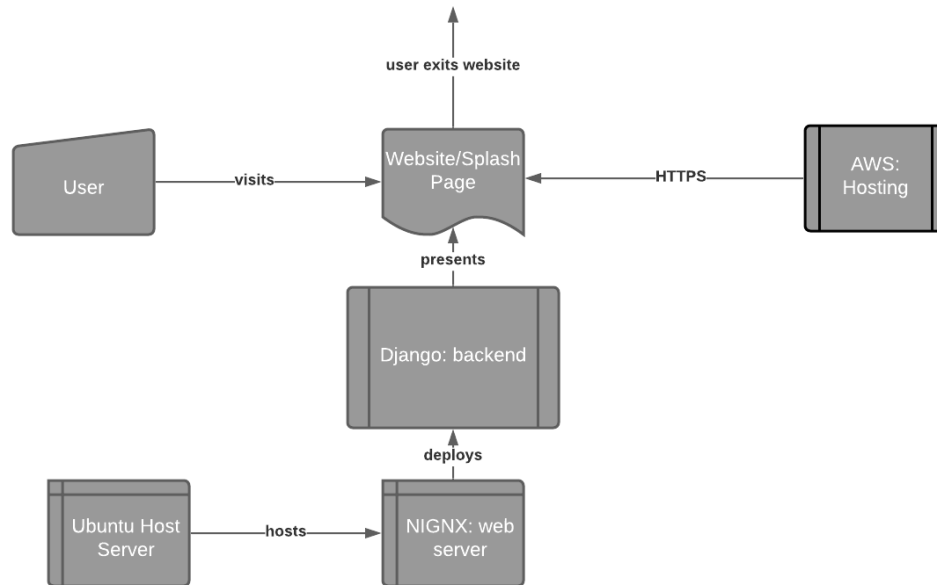 user exits website
User
visits
Website/Splash
Page
HTTPS
AWS:
Hosting
presents
Django: backend
deploys
Ubuntu Host
Server
hosts
NIGNX: web
server